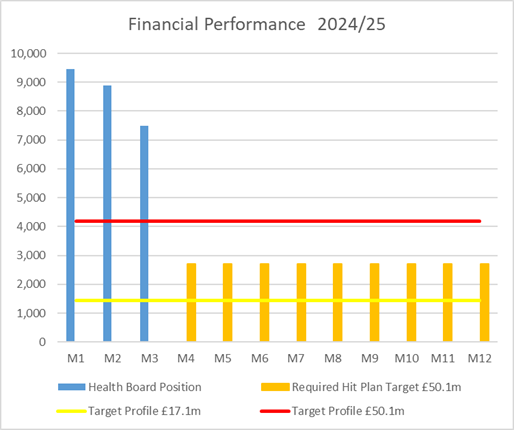 Financial Performance 2024/25
10,000
9,000
8,000
7,000
6,000
5,000
4,000
3,000
2,000
1,000
0
M1 M2 M3 M4 M5 M6 M7 M8 M9 M10 M11 M12
Health Board Position Required Hit Plan Target £50.1m
Target Profile £17.1m Target Profile £50.1m